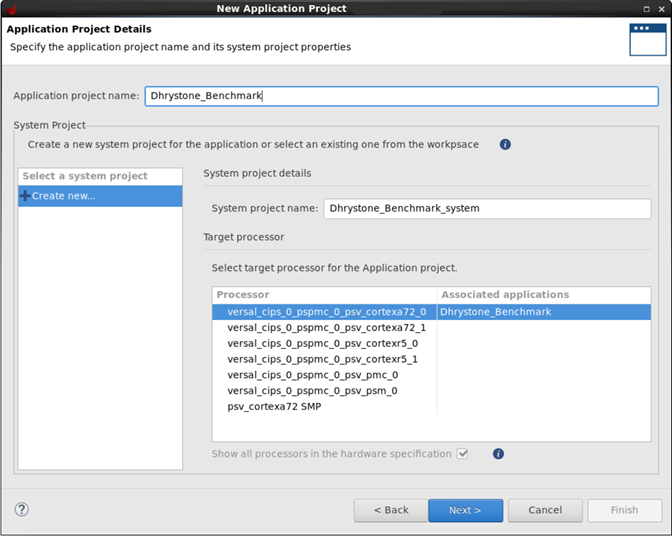 New Application Project
Application Project Details
Specify the application project name and its system project properties
Application project name: Dhrystone_Benchmark
System Project
Create a new system project for the application or select an existing one from the workpsace
Select a system project
Create new...
System project details
System project name: Dhrystone_Benchmark_system
Target processor
Select target processor for the Application project.
Processor Associated applications
versal_cips_0_pspmc_0_psv_cortexa72_0 Dhrystone_Benchmark
versal_cips_0_pspmc_0_psv_cortexa72_1
versal_cips_0_pspmc_0_psv_cortexr5_0
versal_cips_0_pspmc_0_psv_cortexr5_1
versal_cips_0_pspmc_0_psv_pmc_0
versal_cips_0_pspmc_0_psv_psm_0
psv_cortexa72 SMP
Show all processors in the hardware specification
< Back Next > Cancel Finish